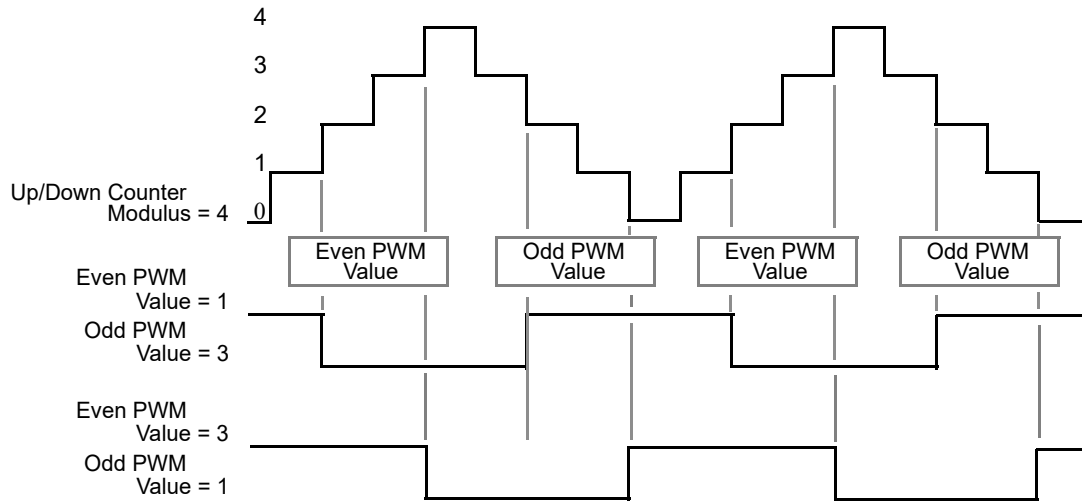 4
3
2
1
0
Up/Down Counter
Modulus = 4
Even PWM
Value
Odd PWM
Value
Even PWM
Value
Odd PWM
Value
Even PWM
Value = 1
Odd PWM
Value = 3
Even PWM
Value = 3
Odd PWM
Value = 1